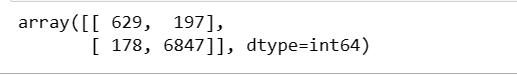 array([[ 629,  197],
       [ 178, 6847]], dtype=int64)